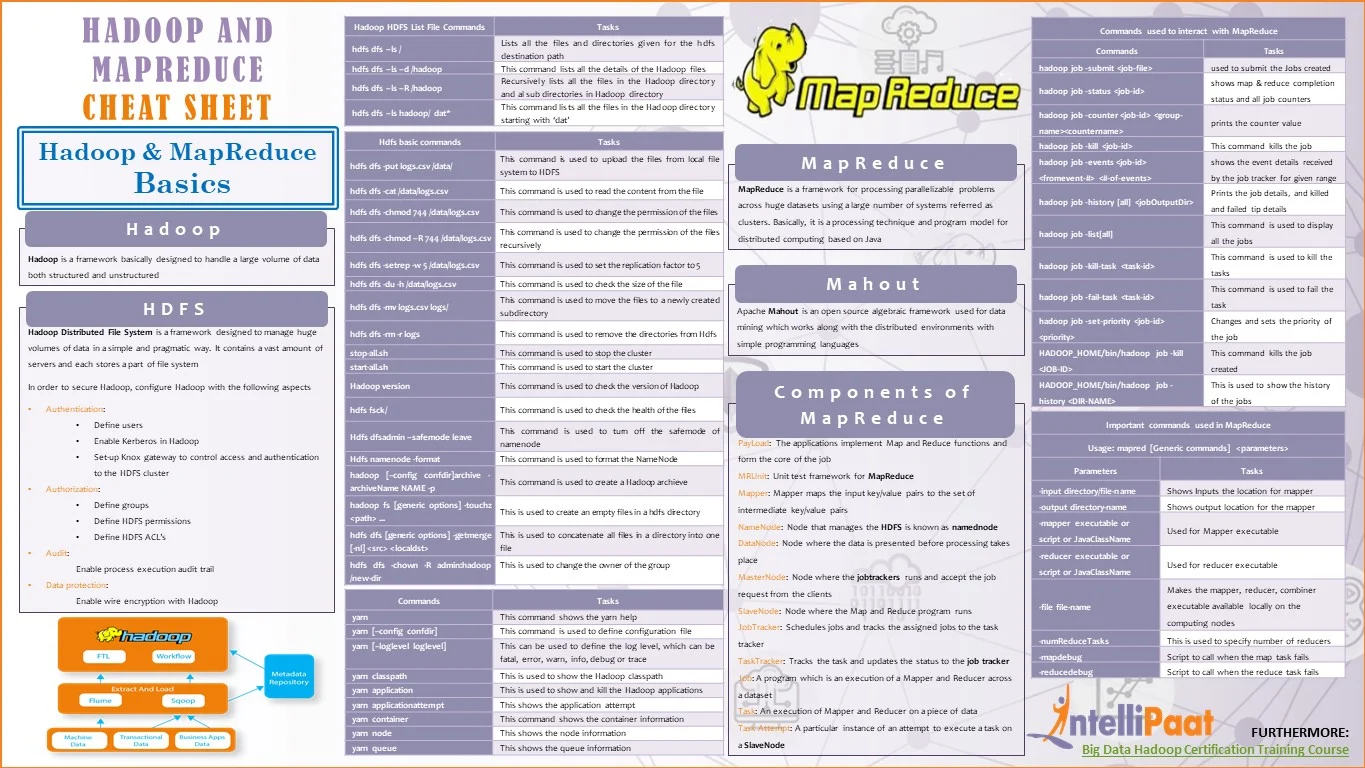 HADOOP AND
MAPREDUCE
CHEAT SHEET
Hadoop & MapReduce
Basics
Hadoop
Hadoop is a framework basically designed to handle a large volume of data
both structured and unstructured
HDFS
Hadoop Distributed File System is a framework designed to manage huge
volumes of data in a simple and pragmatic way. It contains a vast amount of
servers and each stores a part of file system
In order to secure Hadoop, configure Hadoop with the following aspects
• Authentication:
• Define users
• Enable Kerberos in Hadoop
• Set-up Knox gateway to control access and authentication
to the HDFS cluster
• Authorization:
• Define groups
• Define HDFS permissions
• Define HDFS ACL's
• Audit:
Enable process execution audit trail
• Data protection:
Enable wire encryption with Hadoop
hadoop
FTL Workflow
Extract And Load
Flume Sqoop
Metadata
Repository
Machine
Data
Transactional
Data
Business Apps
Data
Hadoop HDFS List File Commands Tasks
hdfs dfs –ls /
Lists all the files and directories given for the hdfs
destination path
hdfs dfs –ls –d /hadoop This command lists all the details of the Hadoop files
hdfs dfs –ls –R /hadoop
Recursively lists all the files in the Hadoop directory
and al sub directories in Hadoop directory
hdfs dfs –ls hadoop/ dat*
This command lists all the files in the Hadoop directory
starting with 'dat'
Hdfs basic commands Tasks
hdfs dfs -put logs.csv /data/
This command is used to upload the files from local file
system to HDFS
hdfs dfs -cat /data/logs.csv This command is used to read the content from the file
hdfs dfs -chmod 744 /data/logs.csv This command is used to change the permission of the files
hdfs dfs -chmod –R 744 /data/logs.csv
This command is used to change the permission of the files
recursively
hdfs dfs -setrep -w 5 /data/logs.csv This command is used to set the replication factor to 5
hdfs dfs -du -h /data/logs.csv This command is used to check the size of the file
hdfs dfs -mv logs.csv logs/
This command is used to move the files to a newly created
subdirectory
hdfs dfs -rm -r logs This command is used to remove the directories from Hdfs
stop-all.sh This command is used to stop the cluster
start-all.sh This command is used to start the cluster
Hadoop version This command is used to check the version of Hadoop
hdfs fsck/ This command is used to check the health of the files
Hdfs dfsadmin –safemode leave
This command is used to turn off the safemode of
namenode
Hdfs namenode -format This command is used to format the NameNode
hadoop [--config confdir]archive -
archiveName NAME -p
This command is used to create a Hadoop archieve
hadoop fs [generic options] -touchz
<path> ...
This is used to create an empty files in a hdfs directory
hdfs dfs [generic options] -getmerge
[-nl] <src> <localdst>
This is used to concatenate all files in a directory into one
file
hdfs dfs -chown -R admin:hadoop
/new-dir
This is used to change the owner of the group
Commands Tasks
yarn This command shows the yarn help
yarn [--config confdir] This command is used to define configuration file
yarn [--loglevel loglevel]
This can be used to define the log level, which can be
fatal, error, warn, info, debug or trace
yarn classpath This is used to show the Hadoop classpath
yarn application This is used to show and kill the Hadoop applications
yarn applicationattempt This shows the application attempt
yarn container This command shows the container information
yarn node This shows the node information
yarn queue This shows the queue information
Map Reduce
MapReduce
MapReduce is a framework for processing parallelizable problems
across huge datasets using a large number of systems referred as
clusters. Basically, it is a processing technique and program model for
distributed computing based on Java
Mahout
Apache Mahout is an open source algebraic framework used for data
mining which works along with the distributed environments with
simple programming languages
Components of
MapReduce
PayLoad: The applications implement Map and Reduce functions and
form the core of the job
MRUnit: Unit test framework for MapReduce
Mapper: Mapper maps the input key/value pairs to the set of
intermediate key/value pairs
NameNode: Node that manages the HDFS is known as namednode
DataNode: Node where the data is presented before processing takes
place
MasterNode: Node where the jobtrackers runs and accept the job
request from the clients
SlaveNode: Node where the Map and Reduce program runs
JobTracker: Schedules jobs and tracks the assigned jobs to the task
tracker
TaskTracker: Tracks the task and updates the status to the job tracker
Job: A program which is an execution of a Mapper and Reducer across
a dataset
Task: An execution of Mapper and Reducer on a piece of data
Task Attempt: A particular instance of an attempt to execute a task on
a SlaveNode
Commands used to interact with MapReduce
Commands Tasks
hadoop job -submit <job-file> used to submit the Jobs created
hadoop job -status <job-id>
shows map & reduce completion
status and all job counters
hadoop job -counter <job-id> <group-
name><countername>
prints the counter value
hadoop job -kill <job-id> This command kills the job
hadoop job -events <job-id>
<fromevent-#> <#-of-events>
shows the event details received
by the job tracker for given range
hadoop job -history [all] <jobOutputDir>
Prints the job details, and killed
and failed tip details
hadoop job -list[all]
This command is used to display
all the jobs
hadoop job -kill-task <task-id>
This command is used to kill the
tasks
hadoop job -fail-task <task-id>
This command is used to fail the
task
hadoop job -set-priority <job-id>
<priority>
Changes and sets the priority of
the job
HADOOP_HOME/bin/hadoop job -kill
<JOB-ID>
This command kills the job
created
HADOOP_HOME/bin/hadoop job -
history <DIR-NAME>
This is used to show the history
of the jobs
Important commands used in MapReduce
Usage: mapred [Generic commands] <parameters>
Parameters Tasks
-input directory/file-name Shows Inputs the location for mapper
-output directory-name Shows output location for the mapper
-mapper executable or
script or JavaClassName
Used for Mapper executable
-reducer executable or
script or JavaClassName
Used for reducer executable
-file file-name
Makes the mapper, reducer, combiner
executable available locally on the
computing nodes
-numReduceTasks This is used to specify number of reducers
-mapdebug Script to call when the map task fails
-reducedebug Script to call when the reduce task fails
IntelliPaat
FURTHERMORE:
Big Data Hadoop Certification Training Course